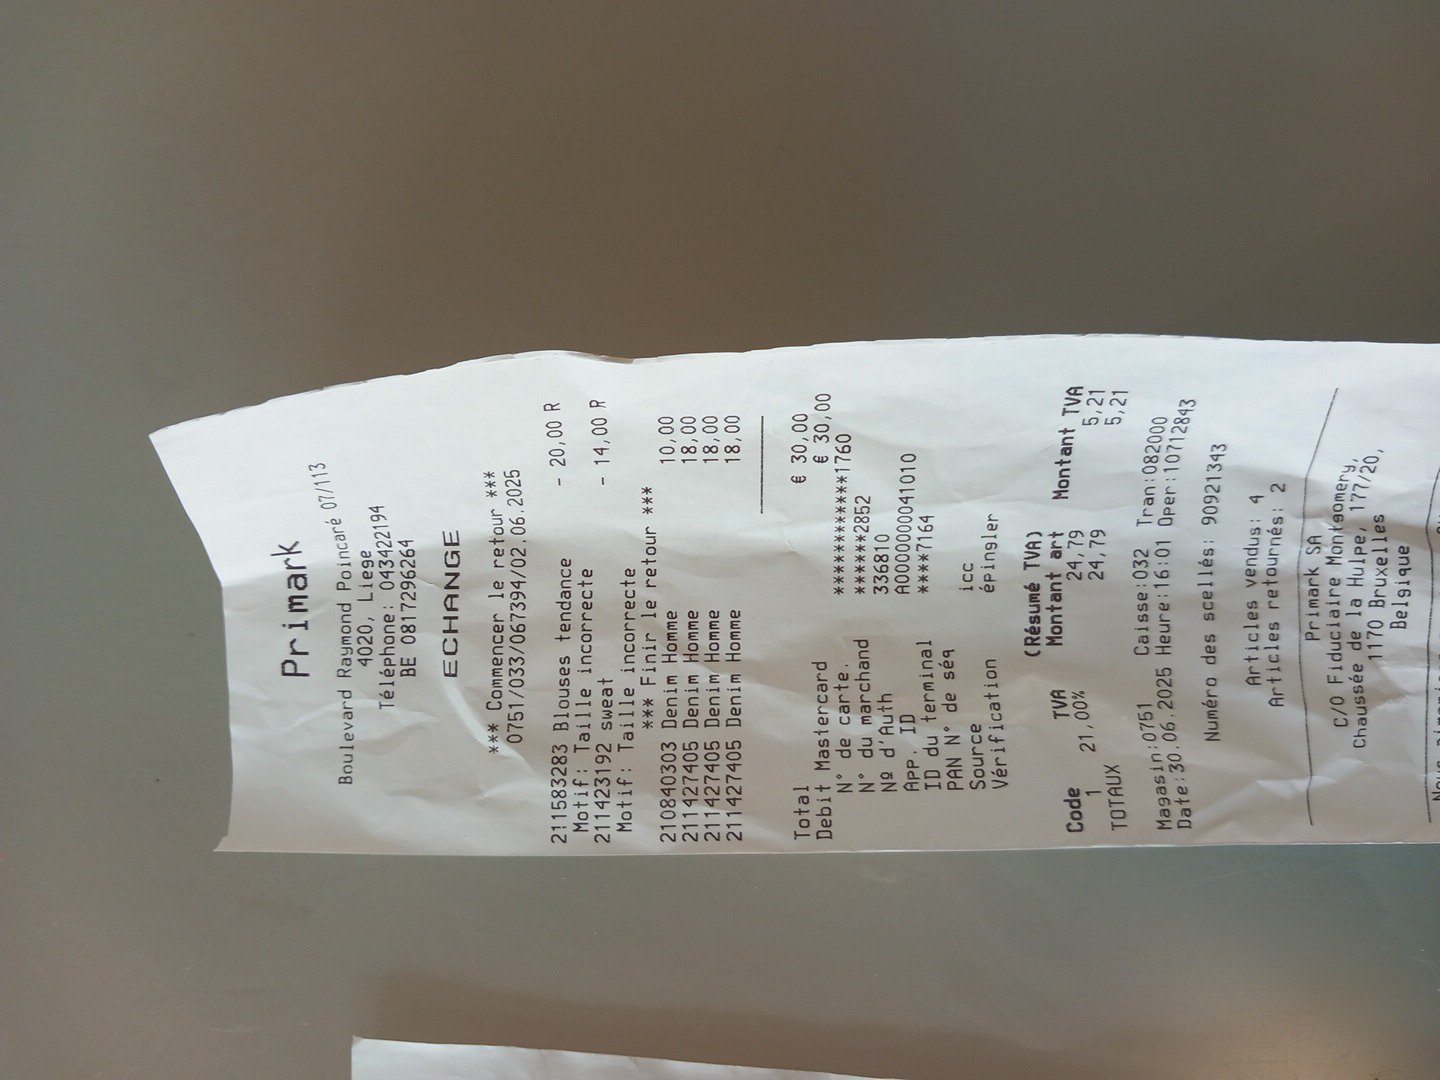 Primark
Boulevard Raymond Poincaré 07/113
4020, Liege
Téléphone: 043422194
BE 0817296264
ECHANGE
*** Commencer le retour ***
0751/0333/067394/02.06.2025
211583283 Blouses tendance - 20,00 R
Motif: Taille incorrecte
211423192 sweat - 14,00 R
Motif: Taille incorrecte
*** Finir le retour ***
210840303 Denim Homme 10,00
211427405 Denim Homme 18,00
211427405 Denim Homme 18,00
211427405 Denim Homme 18,00
Total € 30,00
Debit Mastercard € 30,00
N° de carte. ************1760
N° du marchand ******2852
Nº d'Auth 336810
App. ID A0000000041010
ID du terminal ****7164
PAN N° de séq
Source icc
Vérification épingler
(Résumé TVA)
Code TVA Montant art Montant TVA
1 21,00% 24,79 5,21
TOTAUX 24,79 5,21
Magasin:0751 Caisse:032 Tran:082000
Date:30.06.2025 Heure:16:01 Oper:10712843
Numéro des scellés: 90921343
Articles vendus: 4
Articles retournés: 2
Primark SA
C/O Fiduciaire Montgomery,
Chaussée de la Hulpe, 177/20,
1170 Bruxelles
Belgique